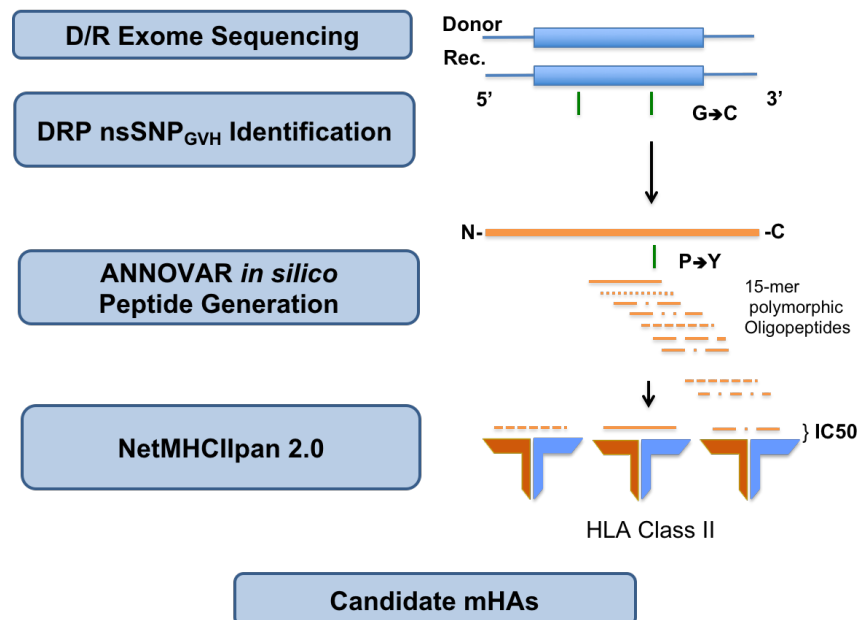 D/R Exome Sequencing
Donor
Rec.
5’
3’
G➔C
DRP nsSNPGVH Identification
N-
-C
P➔Y
ANNOVAR in silico
Peptide Generation
15-mer
polymorphic
Oligopeptides
NetMHCIIpan 2.0
} IC50
HLA Class II
Candidate mHAs